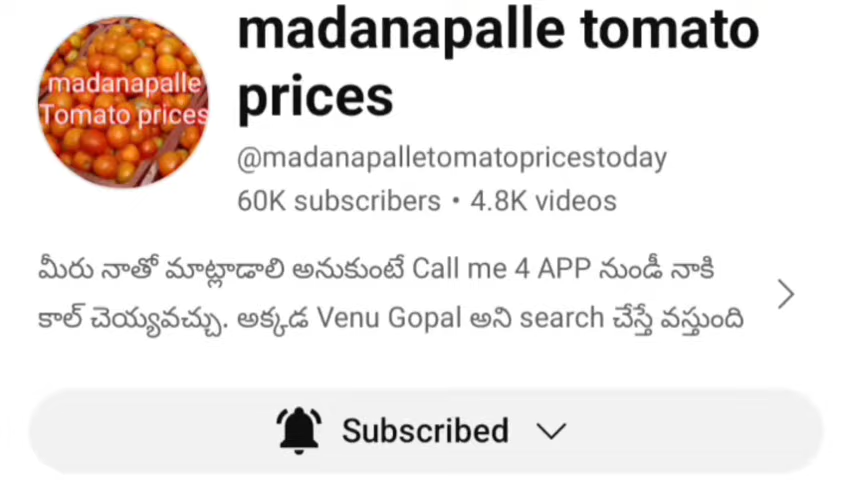 madanapalle
Tomato prices
madanapalle tomato
prices
@madanapalletomatopricestoday
60K subscribers • 4.8K videos
మీరు నాతో మాట్లాడాలి అనుకుంటే Call me 4 APP నుండీ నాకి
కాల్ చెయ్యవచ్చు. అక్కడ Venu Gopal అని search చేస్తే వస్తుంది
Subscribed